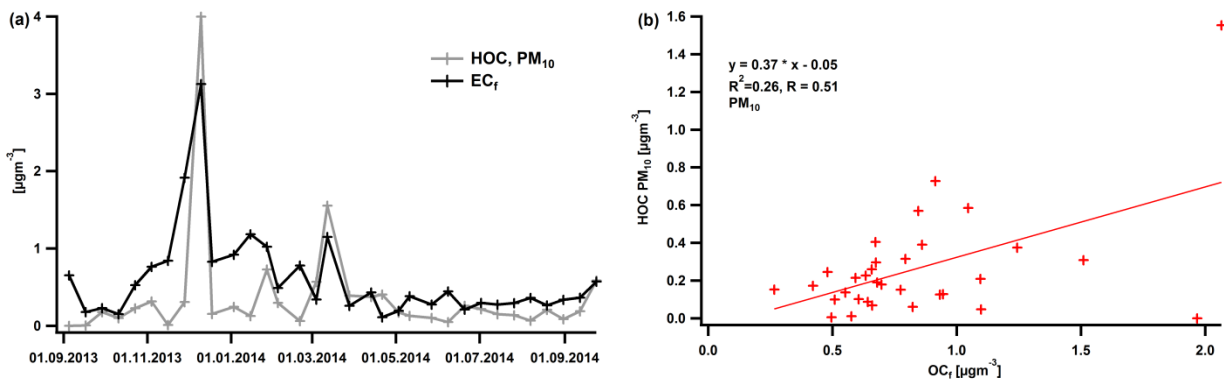 (a)
4
3
2
1
0
[µgm-3]
HOC, PM10
ECf
01.09.2013 01.11.2013 01.01.2014 01.03.2014 01.05.2014 01.07.2014 01.09.2014
(b)
1.6
1.4
1.2
1.0
0.8
0.6
0.4
0.2
0.0
HOC PM10 [µgm-3]
y = 0.37 * x - 0.05
R2=0.26, R = 0.51
PM10
0.0 0.5 1.0 1.5 2.0
OCf [µgm-3]